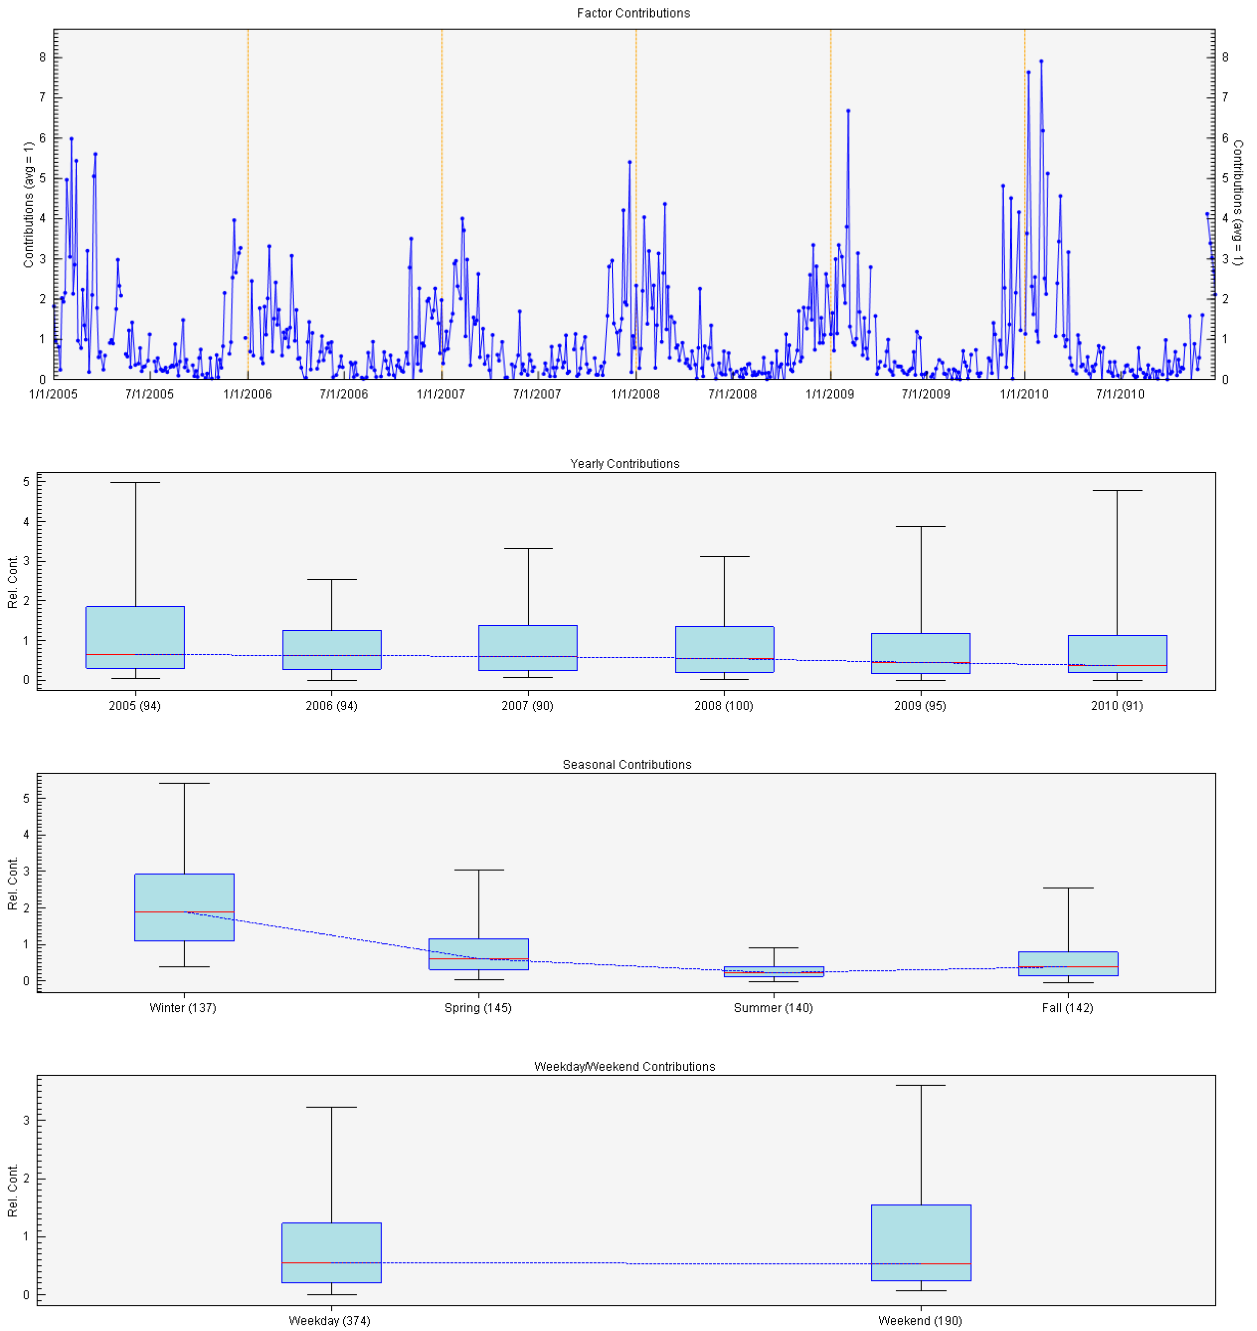 Factor Contributions
Contributions (avg = 1)
8 8
7 7
6 6
5 5
4 4
3 3
2 2
1 1
0 0
Contributions (avg = 1)
1/1/2005 7/1/2005 1/1/2006 7/1/2006 1/1/2007 7/1/2007 1/1/2008 7/1/2008 1/1/2009 7/1/2009 1/1/2010 7/1/2010
Yearly Contributions
Rel. Cont.
5
4
3
2
1
0
2005 (94) 2006 (94) 2007 (90) 2008 (100) 2009 (95) 2010 (91)
Seasonal Contributions
Rel. Cont.
5
4
3
2
1
0
Winter (137) Spring (145) Summer (140) Fall (142)
Weekday/Weekend Contributions
Rel. Cont.
3
2
1
0
Weekday (374) Weekend (190)